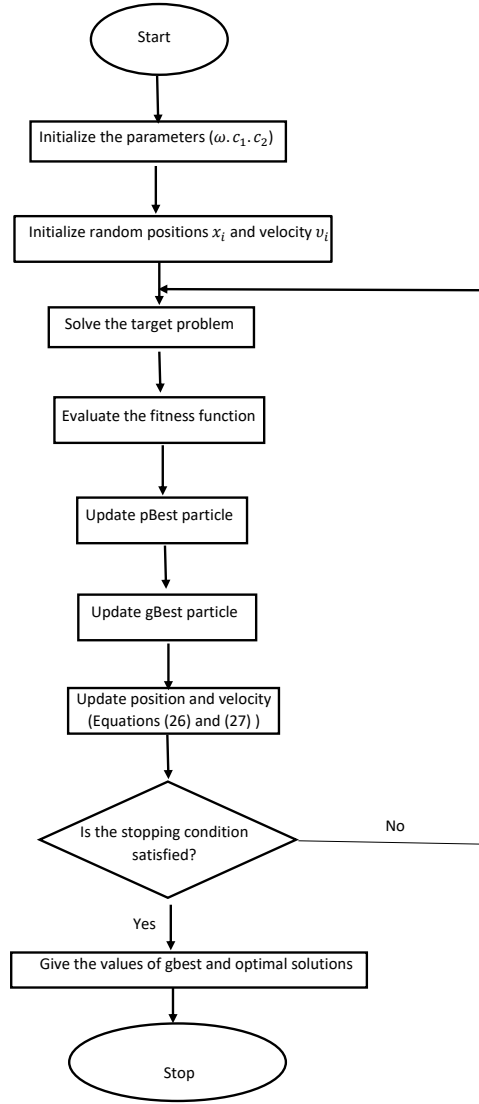 Start
Initialize the parameters (ω. c₁. c₂)
Initialize random positions xᵢ and velocity υᵢ
Solve the target problem
Evaluate the fitness function
Update pBest particle
Update gBest particle
Update position and velocity
(Equations (26) and (27) )
Is the stopping condition
satisfied?
No
Yes
Give the values of gbest and optimal solutions
Stop